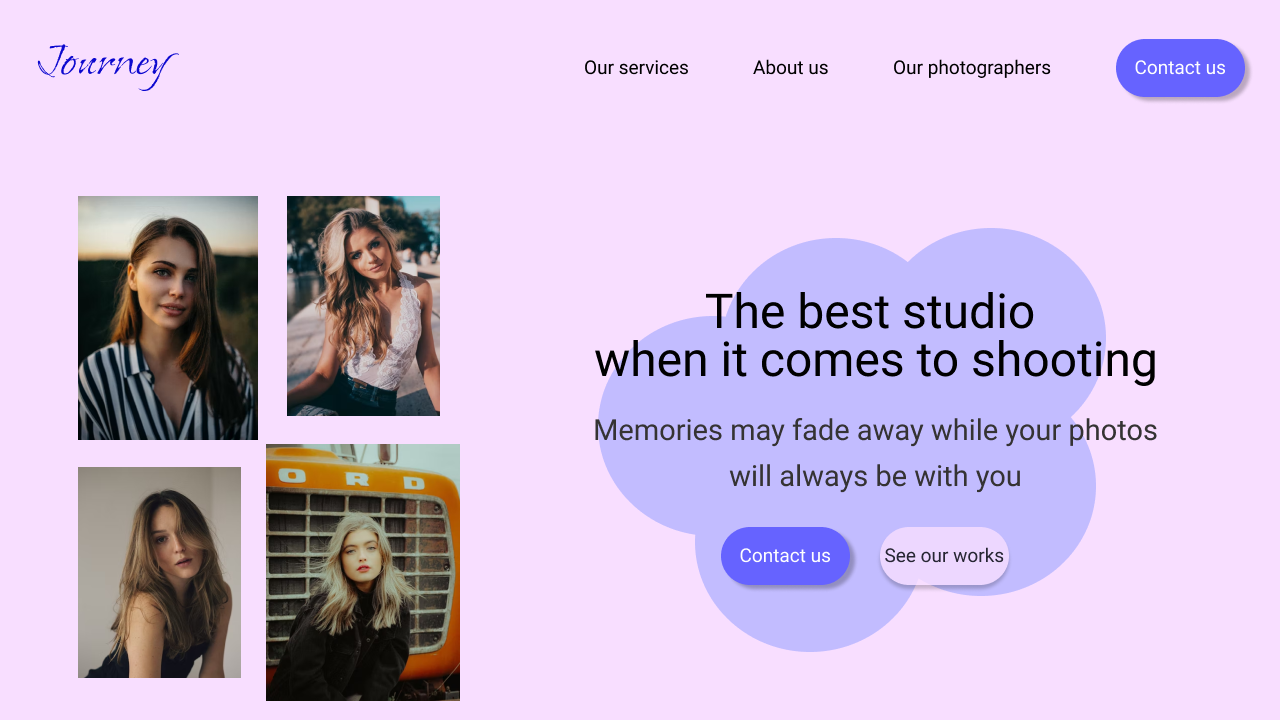 Journey
Our services
About us
Our photographers
Contact us
ORD
The best studio
when it comes to shooting
Memories may fade away while your photos
will always be with you
Contact us
See our works